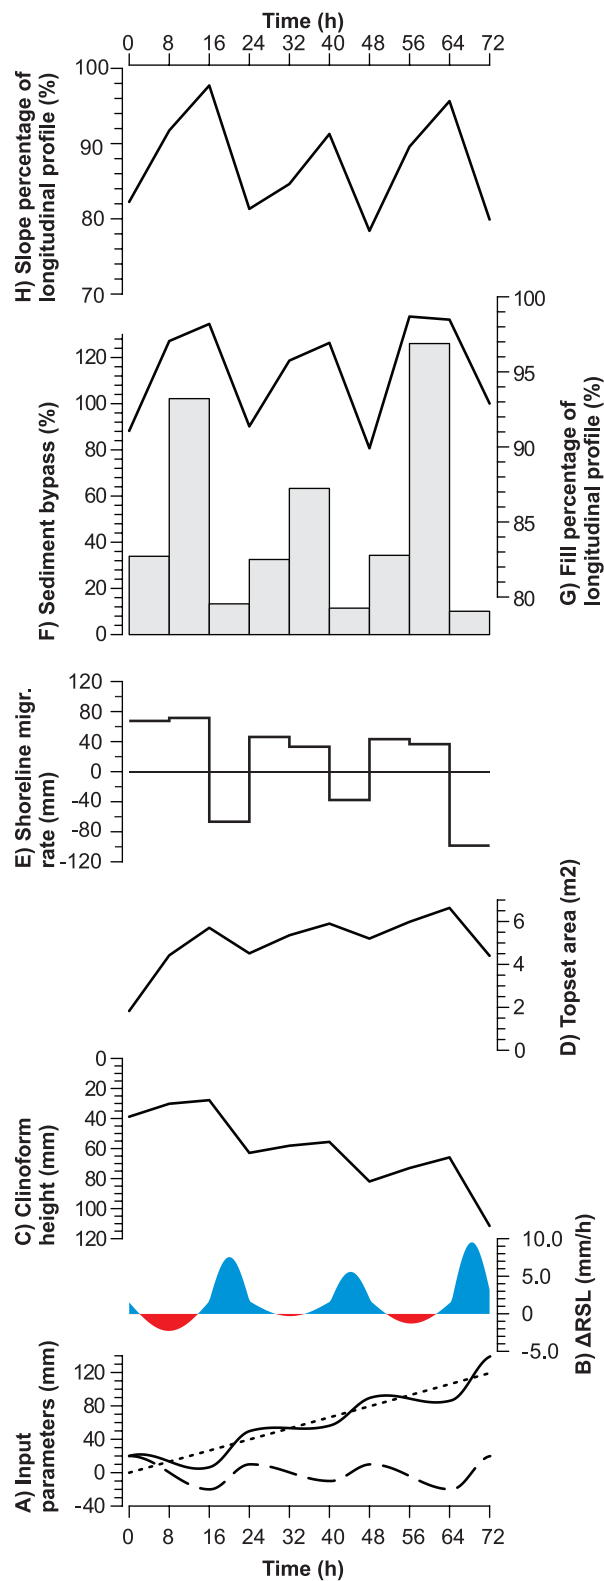 Time (h)
0 8 16 24 32 40 48 56 64 72
H) Slope percentage of
longitudinal profile (%)
100
90
80
70
F) Sediment bypass (%)
120
100
80
60
40
20
0
G) Fill percentage of
longitudinal profile (%)
100
95
90
85
80
E) Shoreline migr.
rate (mm)
120
80
40
0
-40
-80
-120
D) Topset area (m2)
6
4
2
0
C) Clinoform
height (mm)
0
20
40
60
80
100
120
B) ΔRSL (mm/h)
10.0
5.0
0
-5.0
A) Input
parameters (mm)
120
80
40
0
-40
0 8 16 24 32 40 48 56 64 72
Time (h)